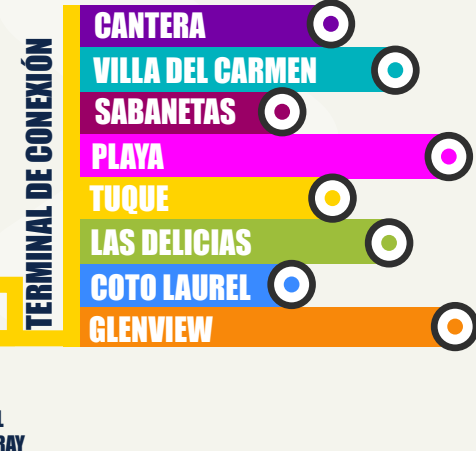 TERMINAL DE CONEXIÓN
CANTERA
VILLA DEL CARMEN
SABANETAS
PLAYA
TUQUE
LAS DELICIAS
COTO LAUREL
GLENVIEW